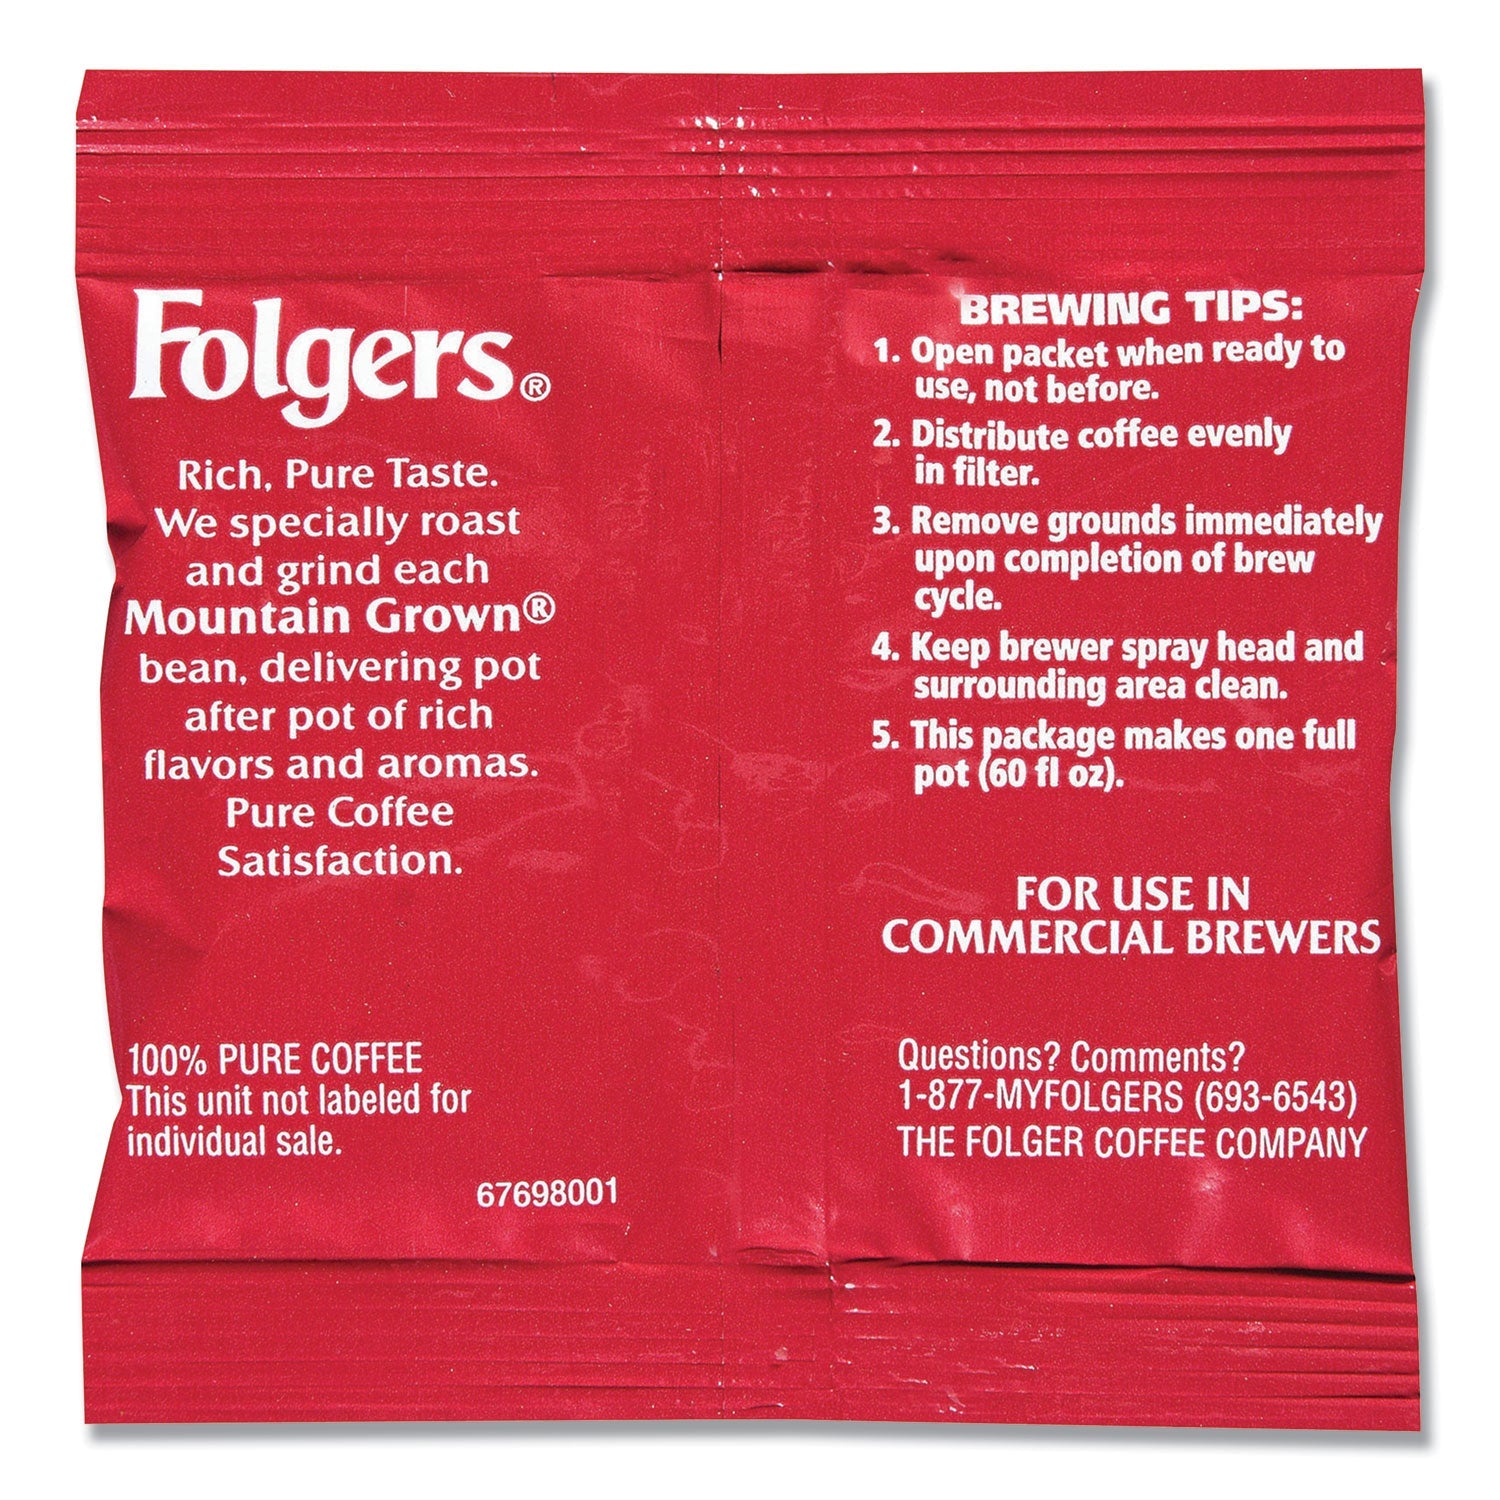 Folgers®
Rich, Pure Taste.
We specially roast
and grind each
Mountain Grown®
bean, delivering pot
after pot of rich
flavors and aromas.
Pure Coffee
Satisfaction.
100% PURE COFFEE
This unit not labeled for
individual sale.
67698001
BREWING TIPS:
1. Open packet when ready to
use, not before.
2. Distribute coffee evenly
in filter.
3. Remove grounds immediately
upon completion of brew
cycle.
4. Keep brewer spray head and
surrounding area clean.
5. This package makes one full
pot (60 fl oz).
FOR USE IN
COMMERCIAL BREWERS
Questions? Comments?
1-877-MYFOLGERS (693-6543)
THE FOLGER COFFEE COMPANY